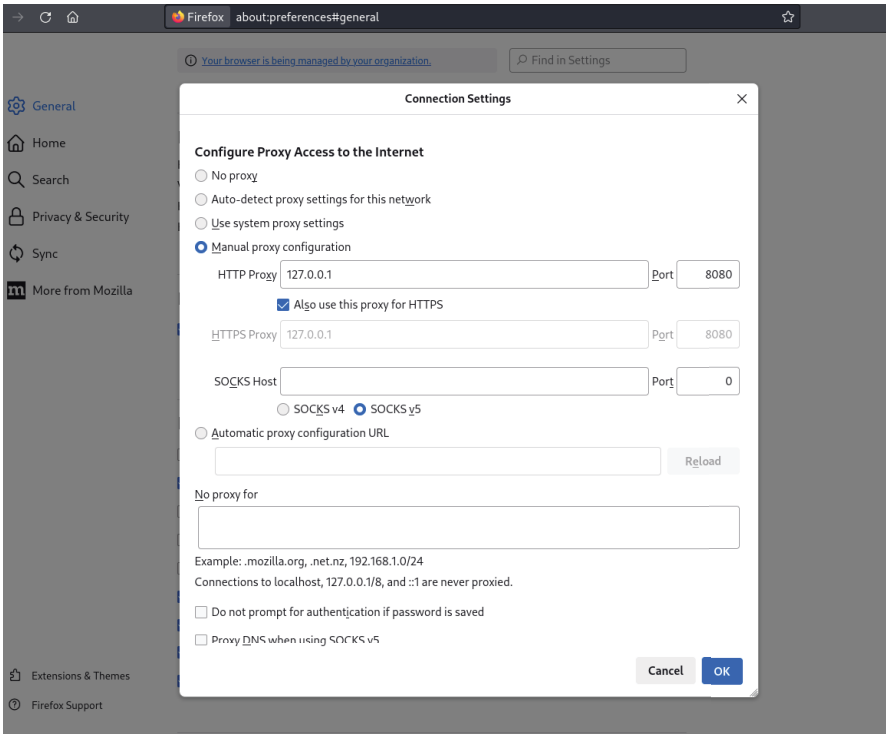 Firefox about:preferences#general
Your browser is being managed by your organization.
Find in Settings
General
Home
Search
Privacy & Security
Sync
More from Mozilla
Extensions & Themes
Firefox Support
Connection Settings
Configure Proxy Access to the Internet
No proxy
Auto-detect proxy settings for this network
Use system proxy settings
Manual proxy configuration
HTTP Proxy 127.0.0.1 Port 8080
Also use this proxy for HTTPS
HTTPS Proxy 127.0.0.1 Port 8080
SOCKS Host Port 0
SOCKS v4 SOCKS v5
Automatic proxy configuration URL
Reload
No proxy for
Example: .mozilla.org, .net.nz, 192.168.1.0/24
Connections to localhost, 127.0.0.1/8, and ::1 are never proxied.
Do not prompt for authentication if password is saved
Proxy DNS when using SOCKS v5
Cancel OK